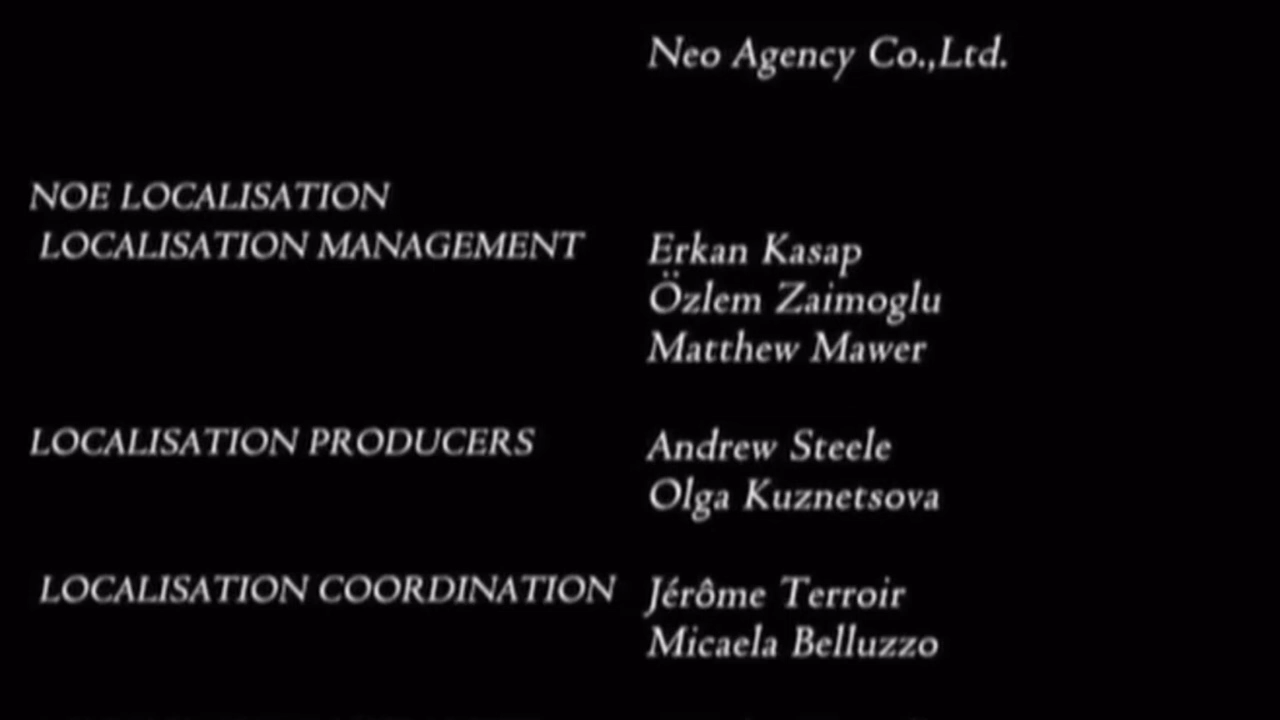 Neo Agency Co.,Ltd.
NOE LOCALISATION
LOCALISATION MANAGEMENT Erkan Kasap
Özlem Zaimoglu
Matthew Mawer
LOCALISATION PRODUCERS Andrew Steele
Olga Kuznetsova
LOCALISATION COORDINATION Jérôme Terroir
Micaela Belluzzo